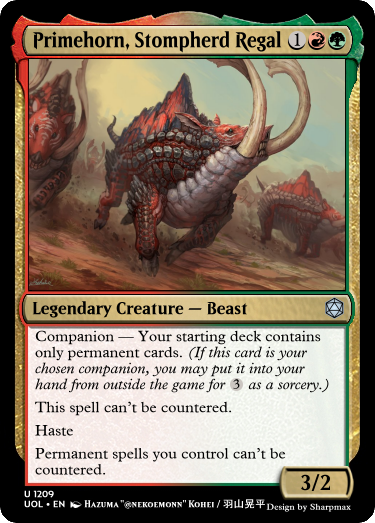 Primehorn, Stompherd Regal 1
Legendary Creature — Beast
Companion — Your starting deck contains
only permanent cards. (If this card is your
chosen companion, you may put it into your
hand from outside the game for 3 as a sorcery.)
This spell can't be countered.
Haste
Permanent spells you control can't be
countered.
3/2
U 1209
UOL • EN Hazuma "@nekoemonn" Kohei / 羽山晃平
Design by Sharpmax